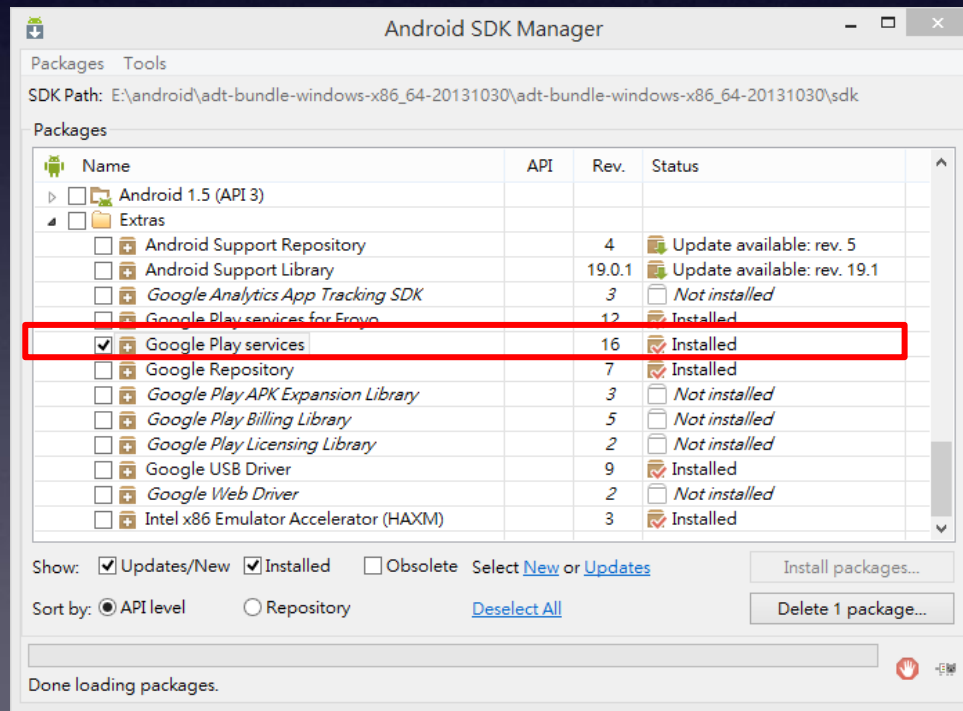 Android SDK Manager
Packages Tools
SDK Path: E:\android\adt-bundle-windows-x86_64-20131030\adt-bundle-windows-x86_64-20131030\sdk
Packages
Name API Rev. Status
Android 1.5 (API 3)
Extras
Android Support Repository 4 Update available: rev. 5
Android Support Library 19.0.1 Update available: rev. 19.1
Google Analytics App Tracking SDK 3 Not installed
Google Play services for Froyo 12 Installed
Google Play services 16 Installed
Google Repository 7 Installed
Google Play APK Expansion Library 3 Not installed
Google Play Billing Library 5 Not installed
Google Play Licensing Library 2 Not installed
Google USB Driver 9 Installed
Google Web Driver 2 Not installed
Intel x86 Emulator Accelerator (HAXM) 3 Installed
Show: Updates/New Installed Obsolete Select New or Updates Install packages...
Sort by: API level Repository Deselect All Delete 1 package...
Done loading packages.